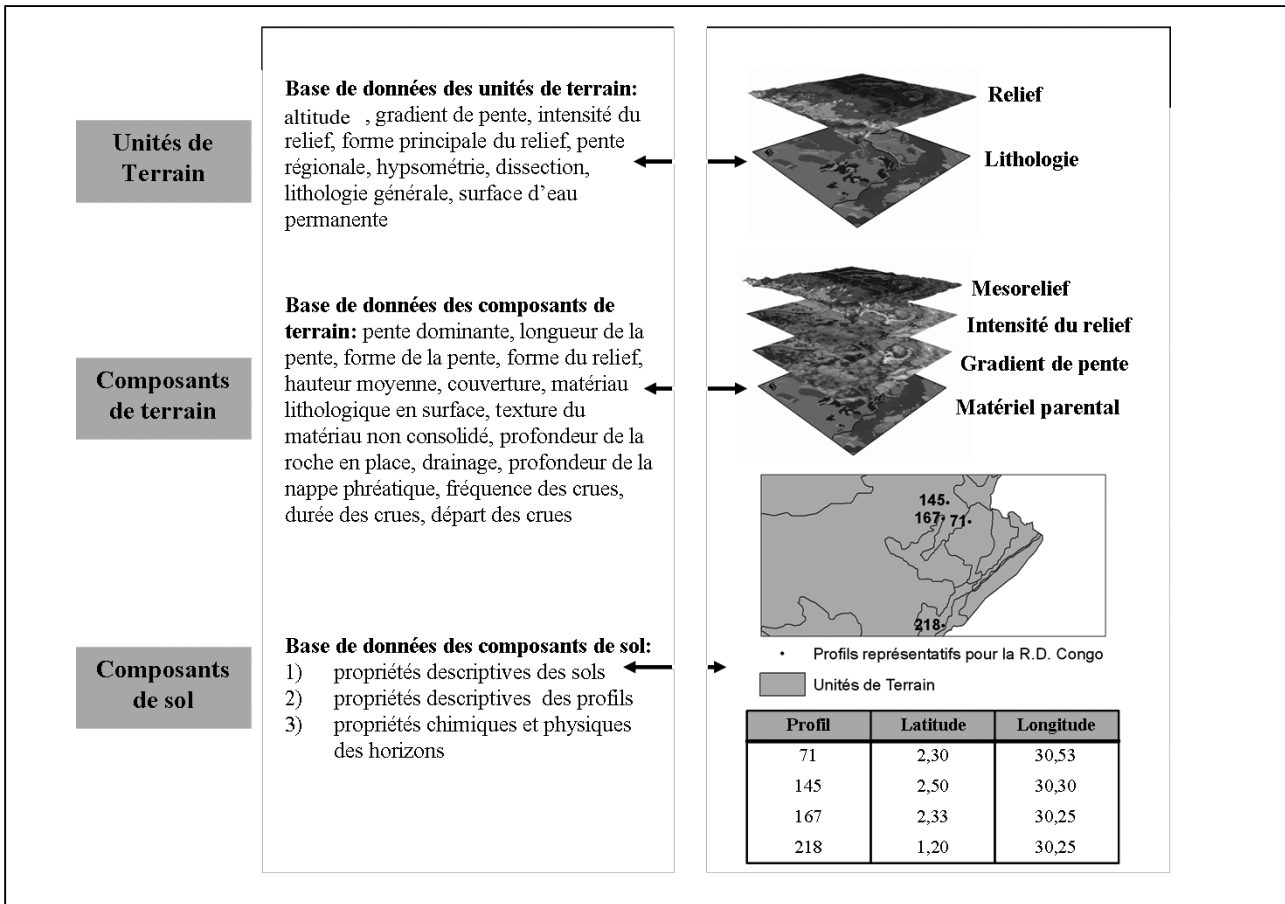 Unités de
Terrain
Base de données des unités de terrain:
altitude , gradient de pente, intensité du
relief, forme principale du relief, pente
régionale, hypsométrie, dissection,
lithologie générale, surface d’eau
permanente
Relief
Lithologie
Composants
de terrain
Base de données des composants de
terrain: pente dominante, longueur de la
pente, forme de la pente, forme du relief,
hauteur moyenne, couverture, matériau
lithologique en surface, texture du
matériau non consolidé, profondeur de la
roche en place, drainage, profondeur de la
nappe phréatique, fréquence des crues,
durée des crues, départ des crues
Mesorelief
Intensité du relief
Gradient de pente
Matériel parental
145
167 71
218
Profils représentatifs pour la R.D. Congo
Unités de Terrain
Composants
de sol
Base de données des composants de sol:
1) propriétés descriptives des sols
2) propriétés descriptives des profils
3) propriétés chimiques et physiques
des horizons
Profil Latitude Longitude
71 2,30 30,53
145 2,50 30,30
167 2,33 30,25
218 1,20 30,25